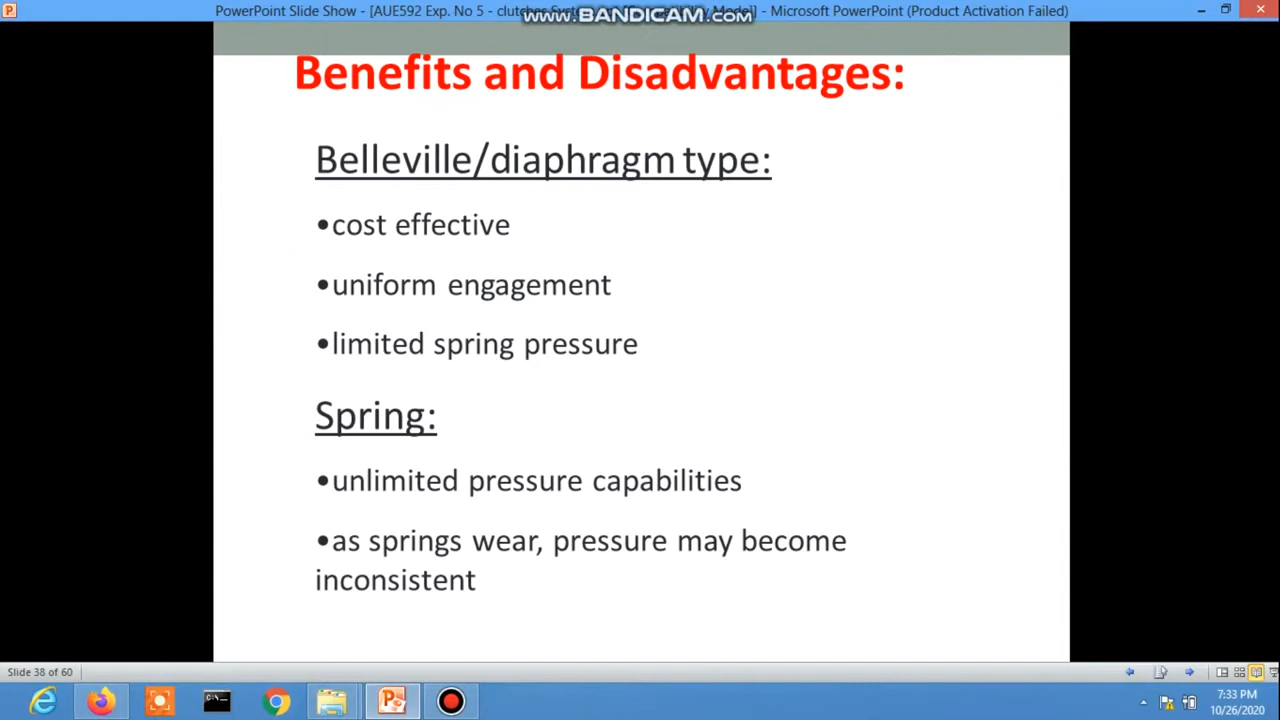 PowerPoint Slide Show - [AUE592 Exp. No 5 - clutches Syst Model] - Microsoft PowerPoint (Product Activation Failed)
www.BANDICAM.com
Benefits and Disadvantages:
Belleville/diaphragm type:
•cost effective
•uniform engagement
•limited spring pressure
Spring:
•unlimited pressure capabilities
•as springs wear, pressure may become
inconsistent
Slide 38 of 60
7:33 PM
10/26/2020